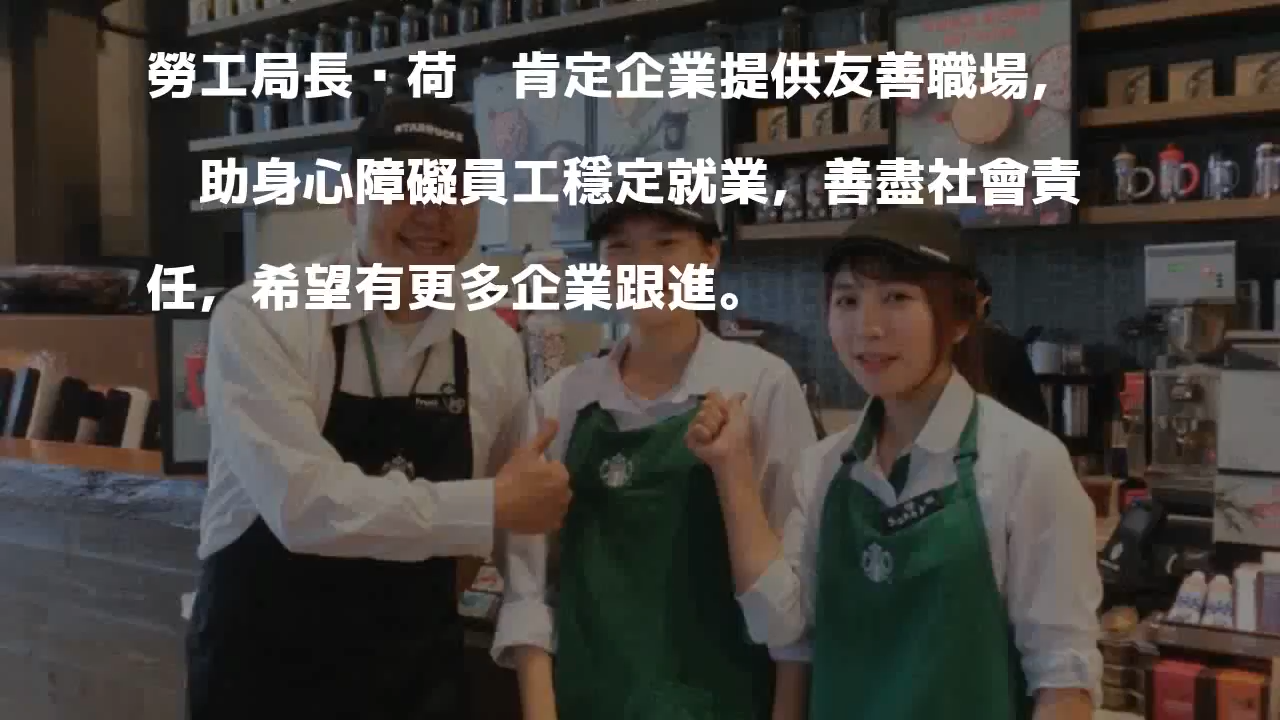 勞工局長·荷　肯定企業提供友善職場，
　助身心障礙員工穩定就業，善盡社會責
任，希望有更多企業跟進。
STARBUCKS